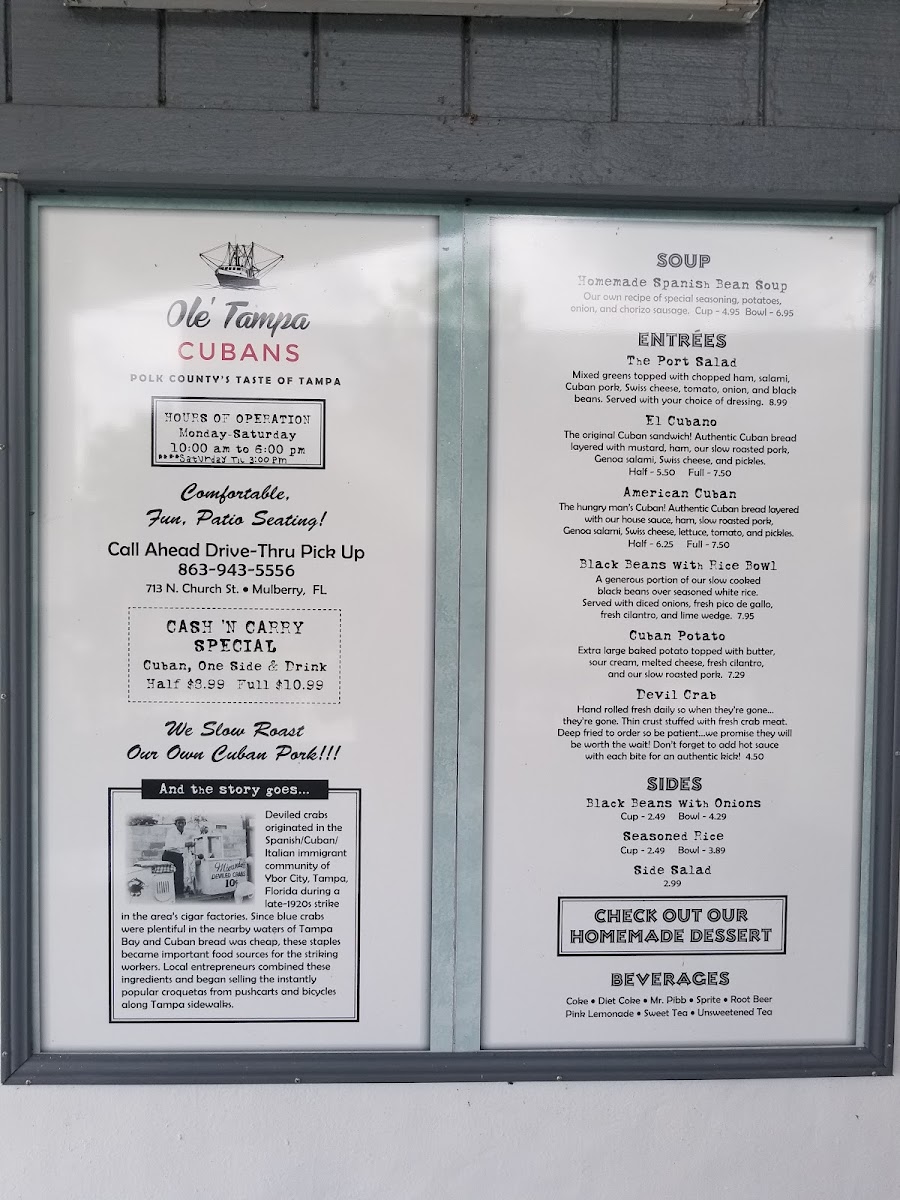 Ole' Tampa
CUBANS
POLK COUNTY'S TASTE OF TAMPA
HOURS OF OPERATION
Monday-Saturday
10:00 am to 6:00 pm
****Saturday Til 3:00 Pm
Comfortable,
Fun, Patio Seating!
Call Ahead Drive-Thru Pick Up
863-943-5556
713 N. Church St. • Mulberry, FL
CASH 'N CARRY
SPECIAL
Cuban, One Side & Drink
Half $8.99 Full $10.99
We Slow Roast
Our Own Cuban Pork!!!
And the story goes...
DEVILED CRABS
10¢
Deviled crabs
originated in the
Spanish/Cuban/
Italian immigrant
community of
Ybor City, Tampa,
Florida during a
late-1920s strike
in the area's cigar factories. Since blue crabs
were plentiful in the nearby waters of Tampa
Bay and Cuban bread was cheap, these staples
became important food sources for the striking
workers. Local entrepreneurs combined these
ingredients and began selling the instantly
popular croquetas from pushcarts and bicycles
along Tampa sidewalks.
SOUP
Homemade Spanish Bean Soup
Our own recipe of special seasoning, potatoes,
onion, and chorizo sausage. Cup - 4.95 Bowl - 6.95
ENTRÉES
The Port Salad
Mixed greens topped with chopped ham, salami,
Cuban pork, Swiss cheese, tomato, onion, and black
beans. Served with your choice of dressing. 8.99
El Cubano
The original Cuban sandwich! Authentic Cuban bread
layered with mustard, ham, our slow roasted pork,
Genoa salami, Swiss cheese, and pickles.
Half - 5.50 Full - 7.50
American Cuban
The hungry man's Cuban! Authentic Cuban bread layered
with our house sauce, ham, slow roasted pork,
Genoa salami, Swiss cheese, lettuce, tomato, and pickles.
Half - 6.25 Full - 7.50
Black Beans with Rice Bowl
A generous portion of our slow cooked
black beans over seasoned white rice.
Served with diced onions, fresh pico de gallo,
fresh cilantro, and lime wedge. 7.95
Cuban Potato
Extra large baked potato topped with butter,
sour cream, melted cheese, fresh cilantro,
and our slow roasted pork. 7.29
Devil Crab
Hand rolled fresh daily so when they're gone...
they're gone. Thin crust stuffed with fresh crab meat.
Deep fried to order so be patient...we promise they will
be worth the wait! Don't forget to add hot sauce
with each bite for an authentic kick! 4.50
SIDES
Black Beans with Onions
Cup - 2.49 Bowl - 4.29
Seasoned Rice
Cup - 2.49 Bowl - 3.89
Side Salad
2.99
CHECK OUT OUR
HOMEMADE DESSERT
BEVERAGES
Coke • Diet Coke • Mr. Pibb • Sprite • Root Beer
Pink Lemonade • Sweet Tea • Unsweetened Tea